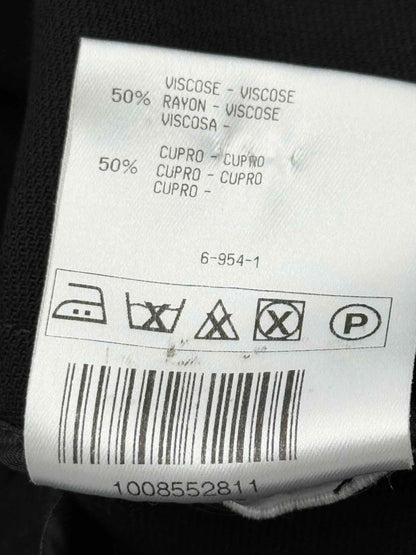 VISCOSE - VISCOSE
50% RAYON - VISCOSE
VISCOSA -
CUPRO - CUPRO
50% CUPRO - CUPRO
CUPRO -
6-954-1
P
1008552811